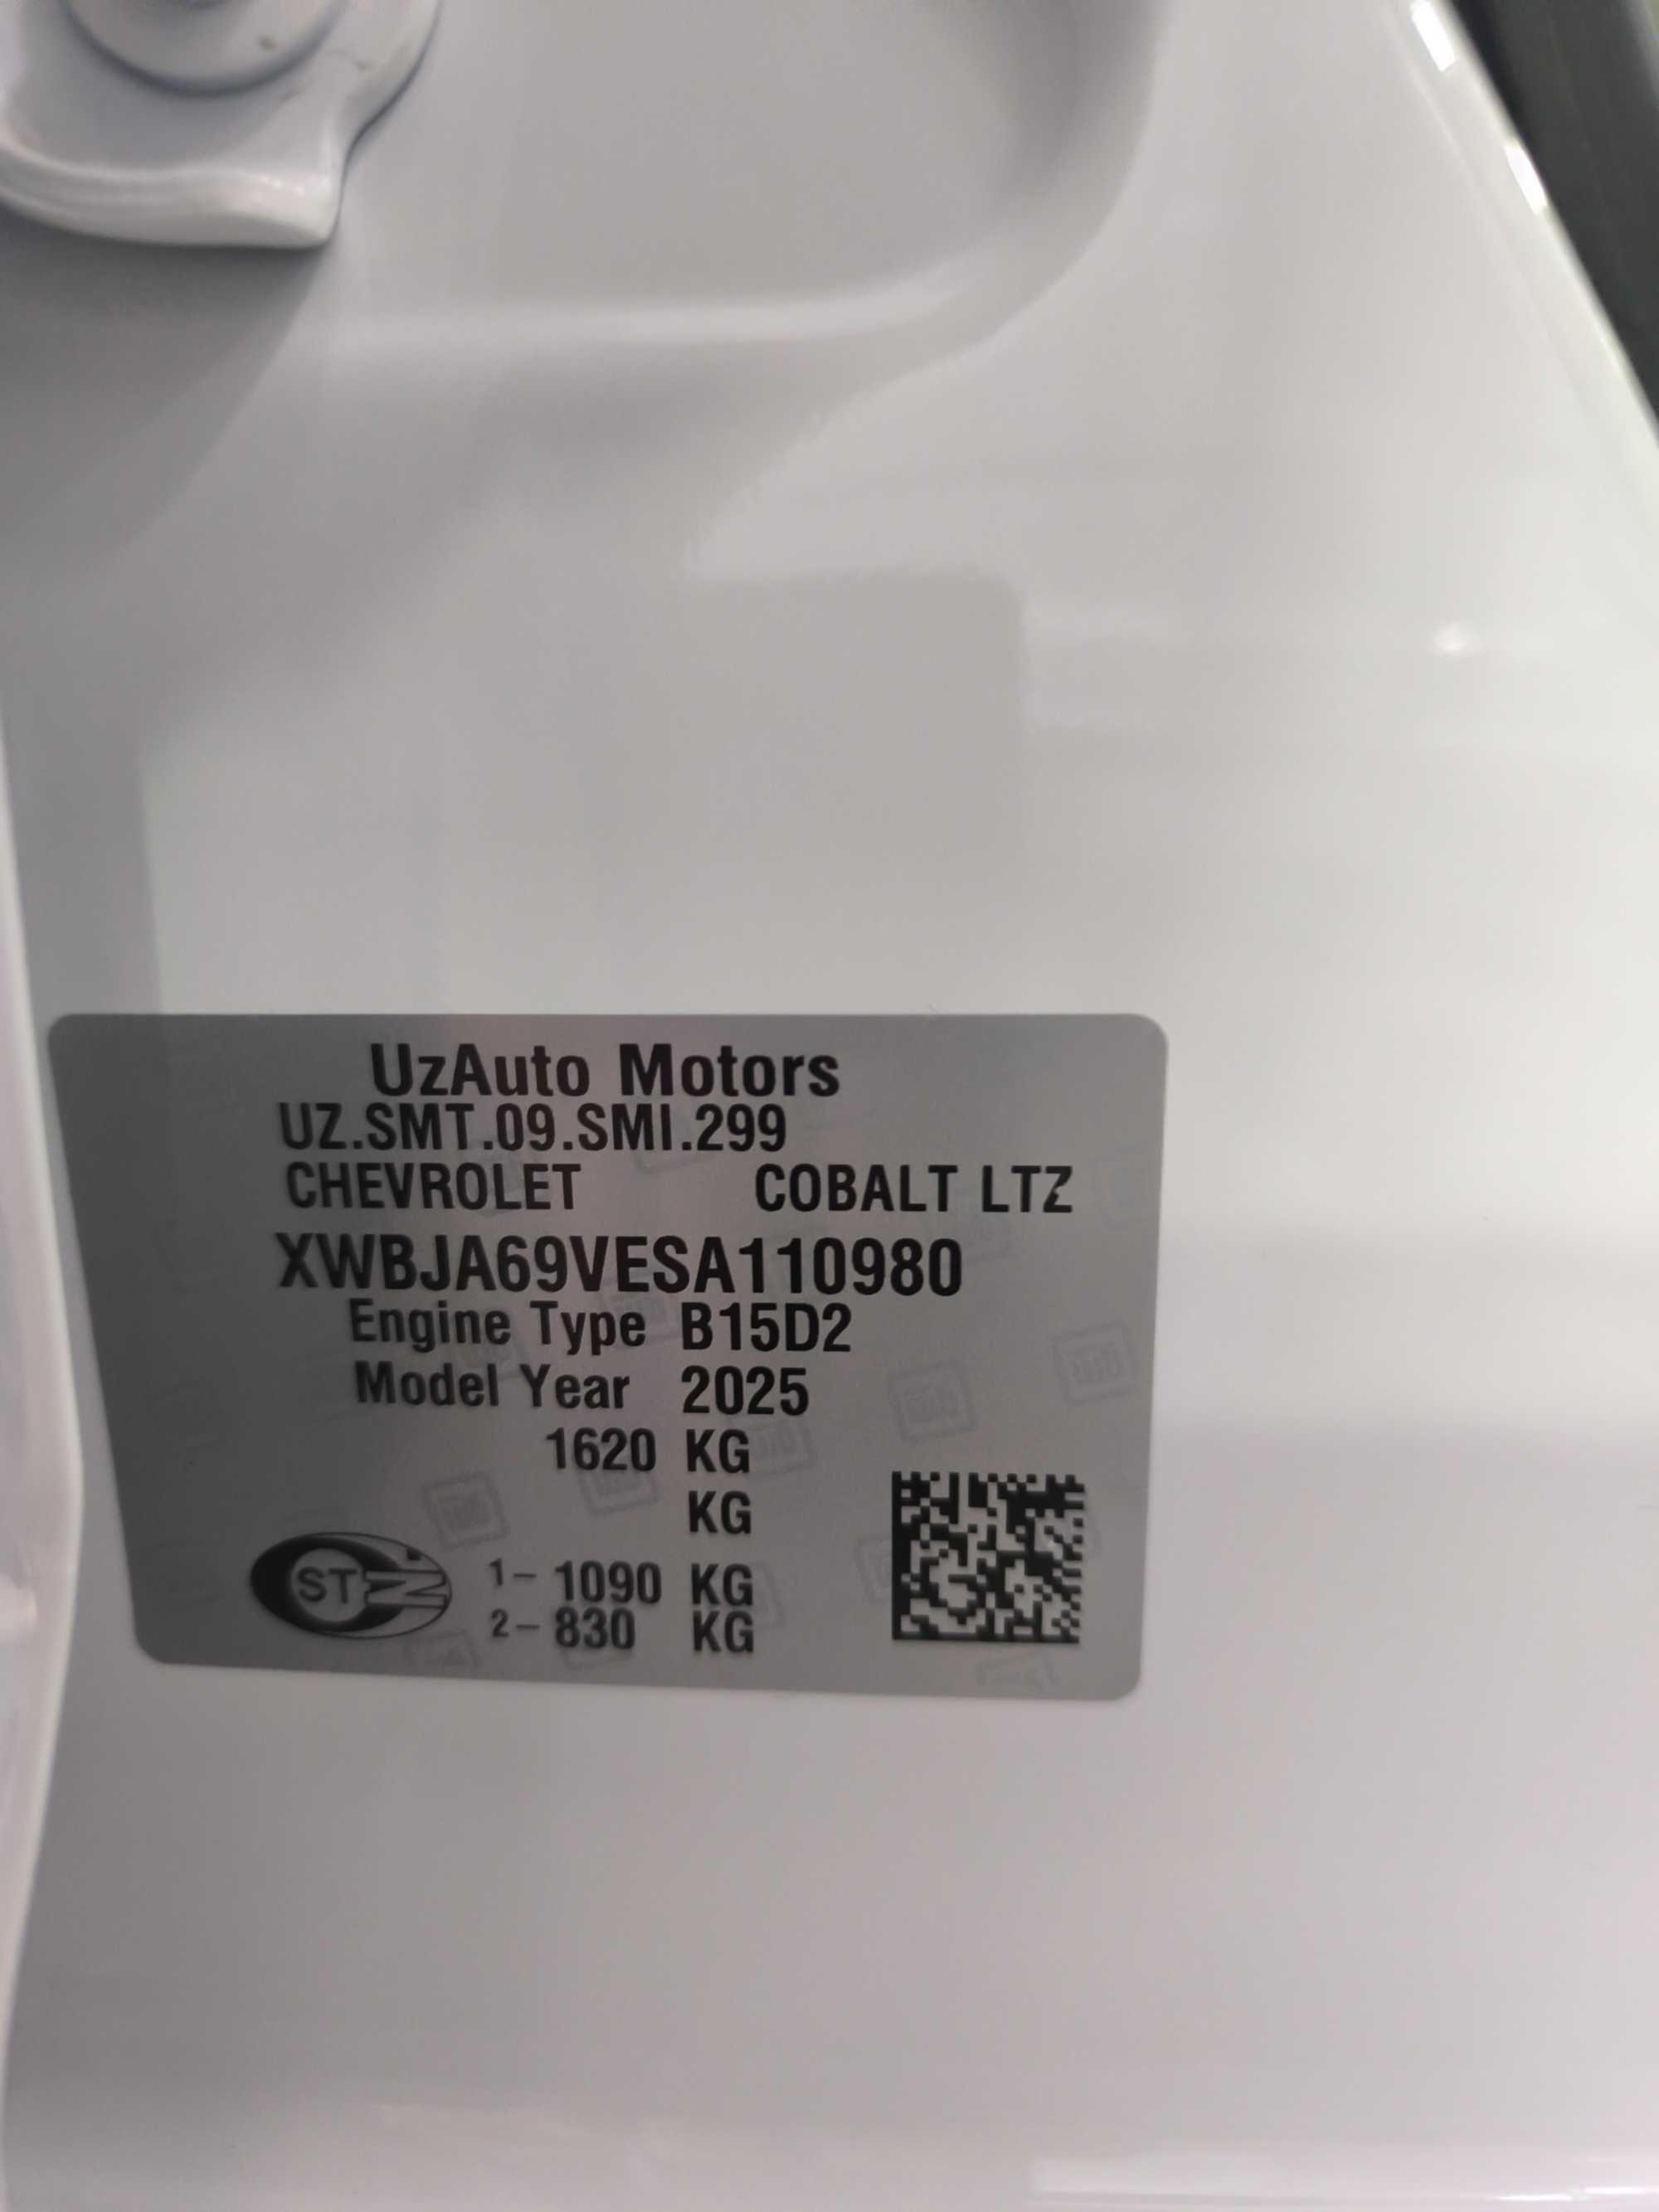 UzAuto Motors
UZ.SMT.09.SMI.299
CHEVROLET COBALT LTZ
XWBJA69VESA110980
Engine Type B15D2
Model Year 2025
1620 KG
KG
1- 1090 KG
2- 830 KG
ST